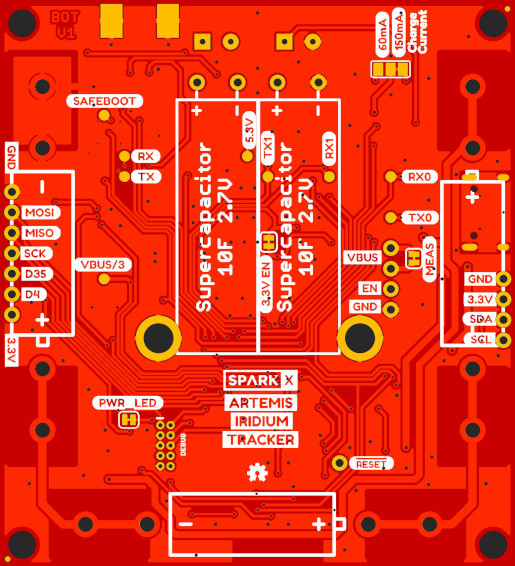 BOT
V1
60mA
150mA
Charge
Current
SAFEBOOT
+
-
+
-
5.3V
GND
RX
TX
TX1
RX1
RX0
-
MOSI
MISO
SCK
D35
D4
+
3.3V
VBUS/3
Supercapacitor
10F 2.7V
3.3V EN
Supercapacitor
10F 2.7V
TX0
+
VBUS
EN
GND
MEAS
GND
3.3V
SDA
SCL
SPARK X
ARTEMIS
IRIDIUM
TRACKER
PWR LED
DEBUG
RESET
-
+